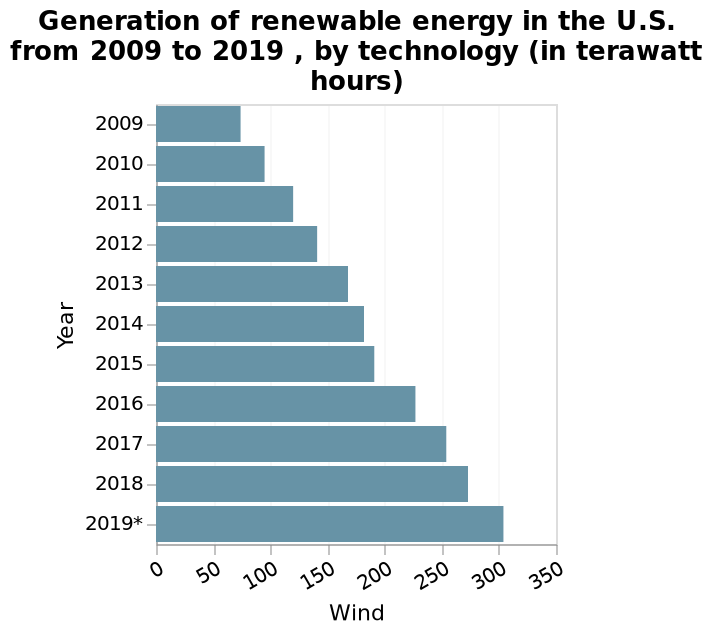 Generation of renewable energy in the U.S.
from 2009 to 2019 , by technology (in terawatt
hours)
Year
2009
2010
2011
2012
2013
2014
2015
2016
2017
2018
2019*
0 50 100 150 200 250 300 350
Wind